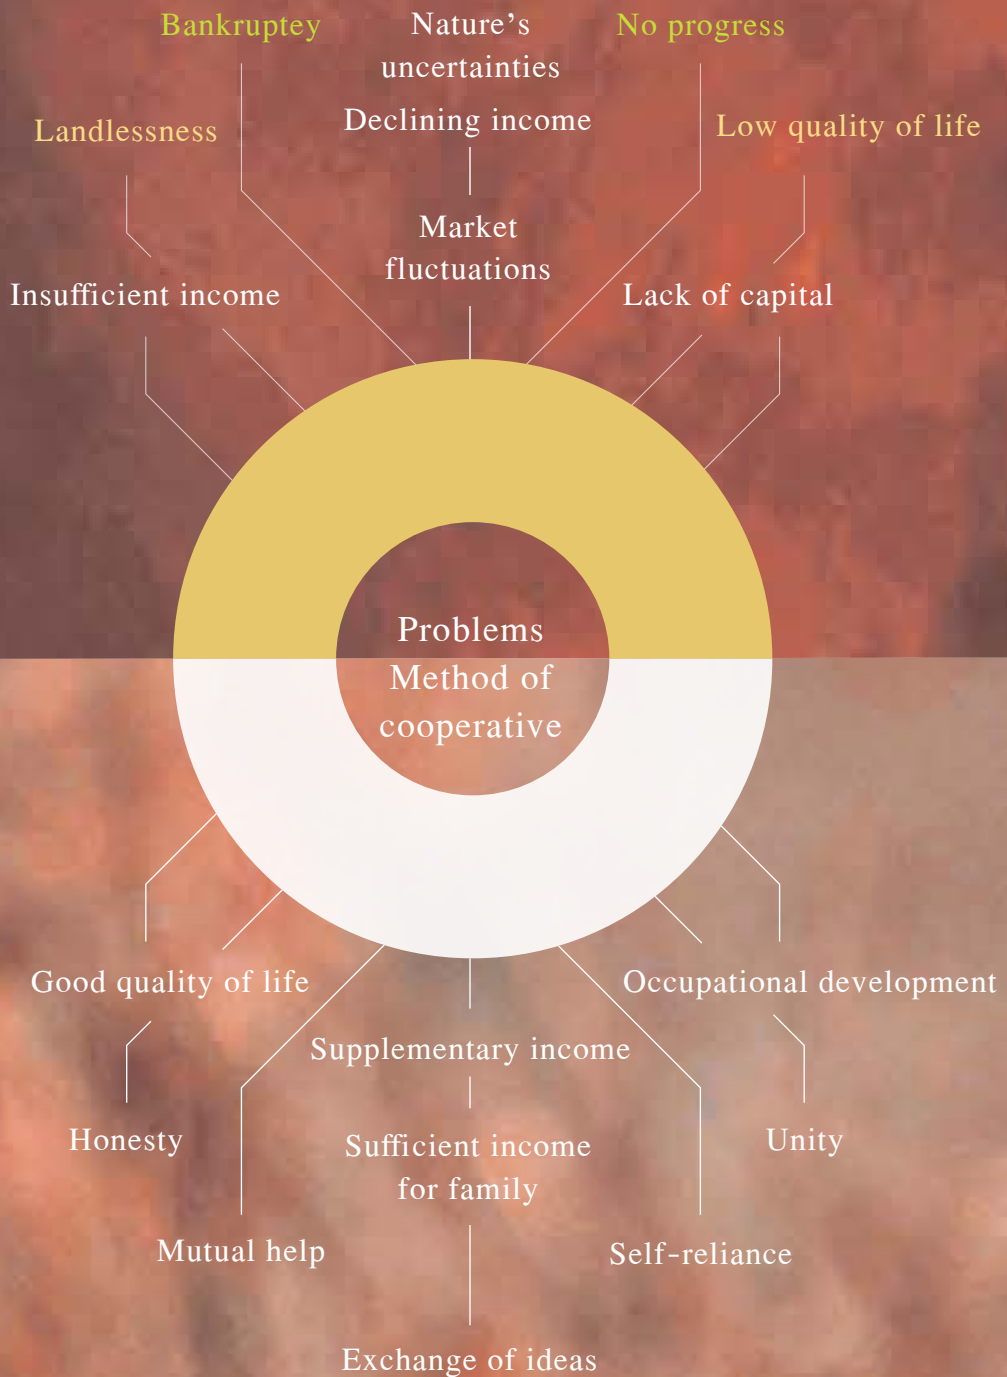 Bankruptey
Nature's
uncertainties
No progress
Landlessness
Declining income
Low quality of life
Market
fluctuations
Insufficient income
Lack of capital
Problems
Method of
cooperative
Good quality of life
Occupational development
Supplementary income
Honesty
Sufficient income
for family
Unity
Mutual help
Self-reliance
Exchange of ideas